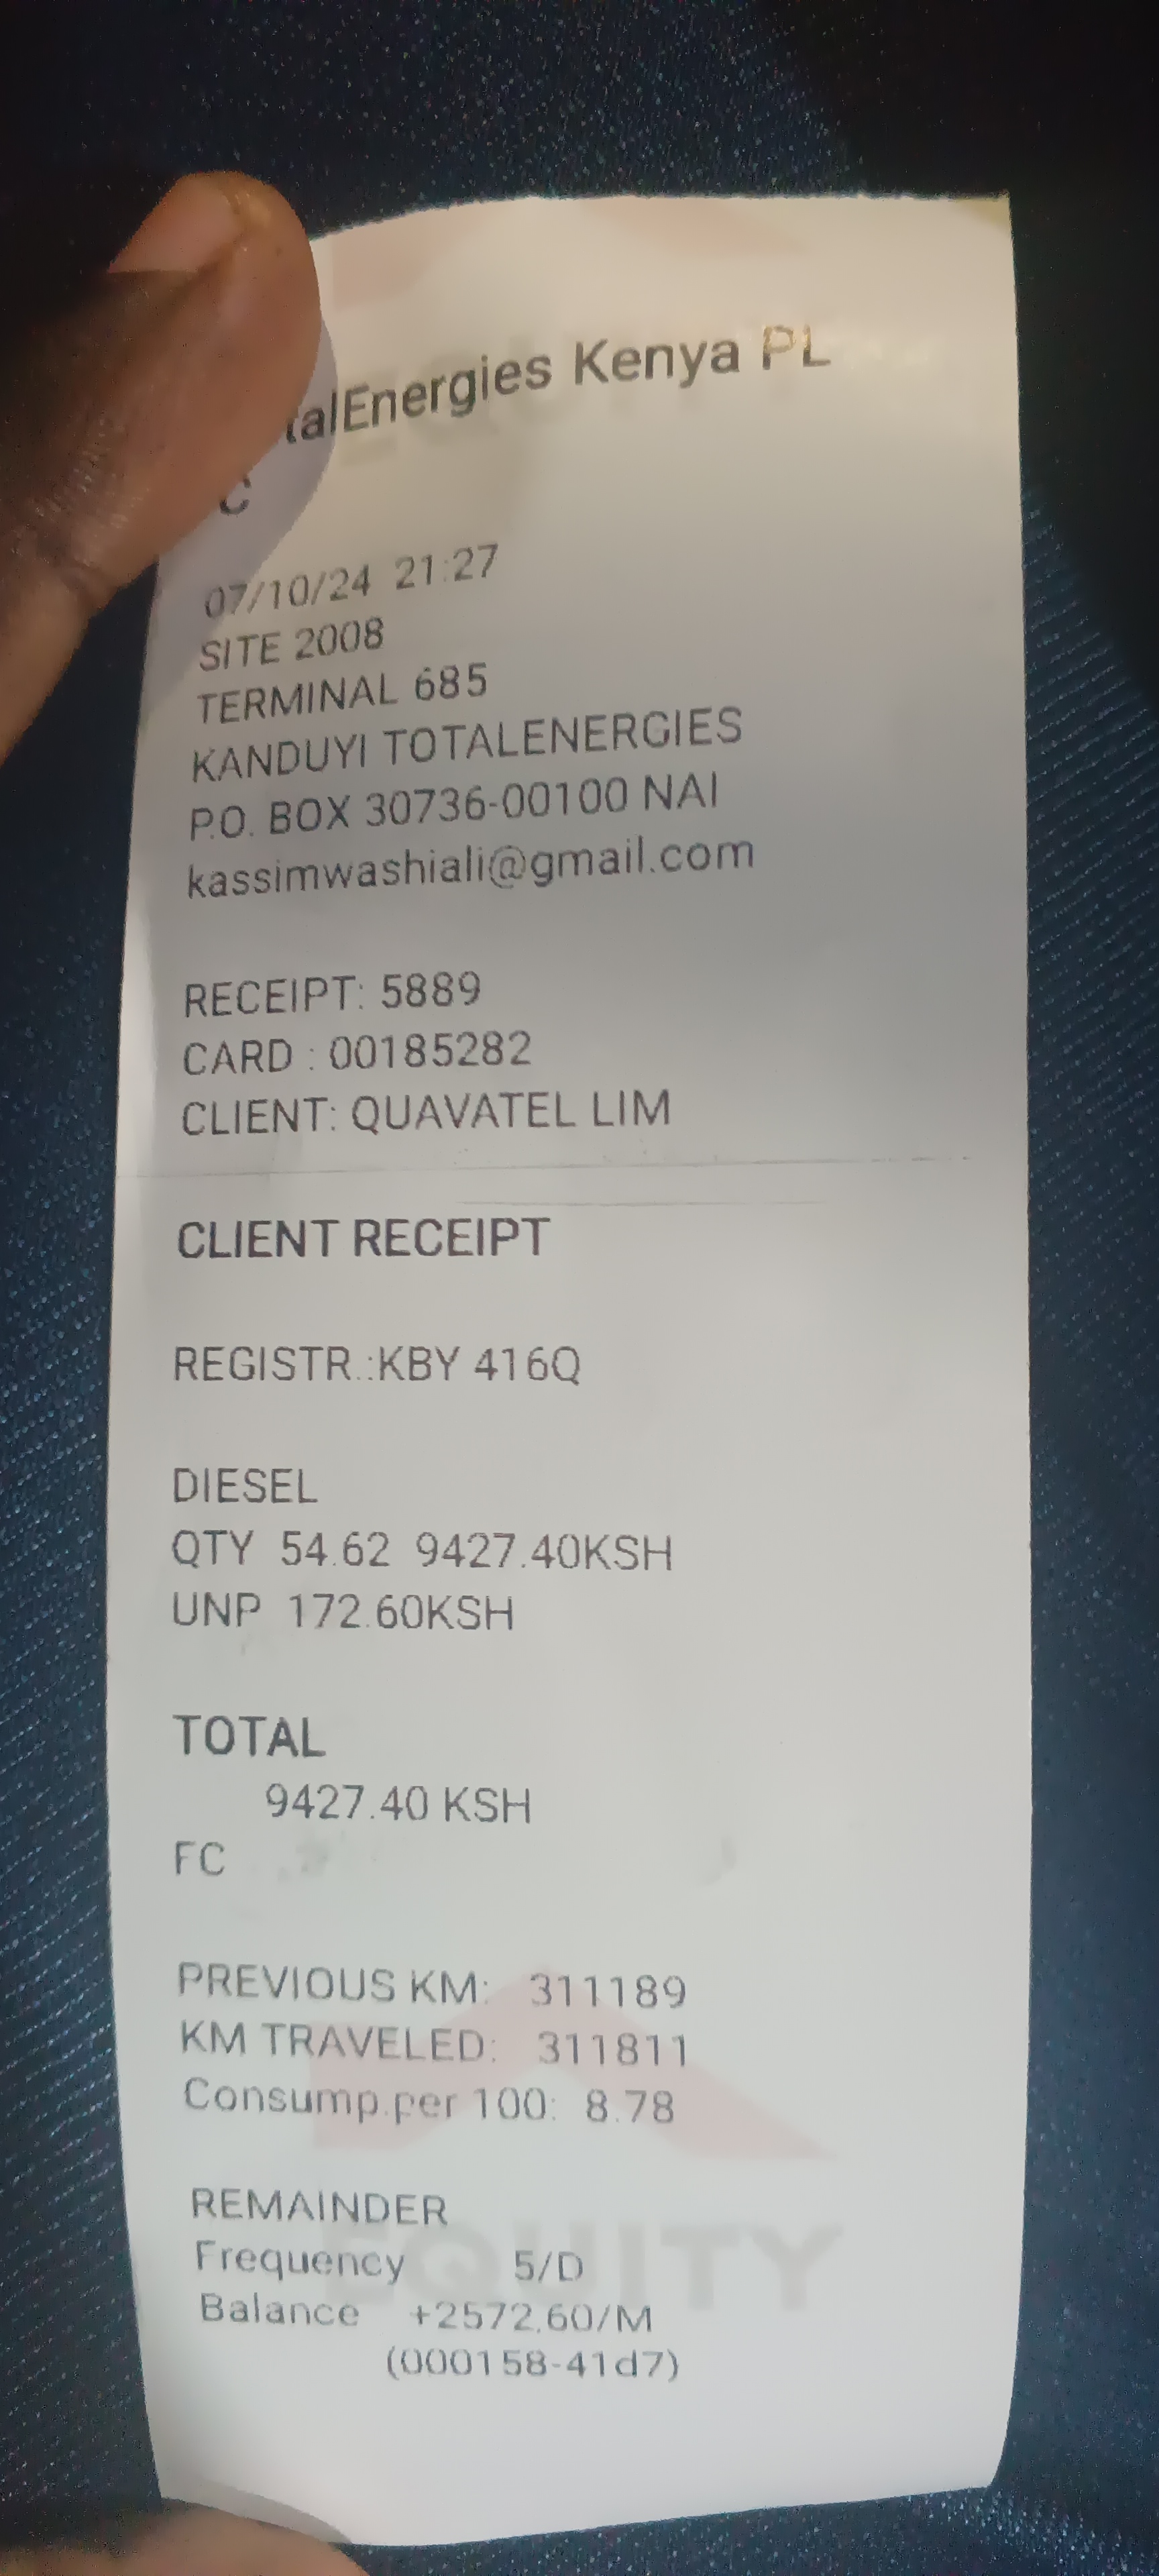 talEnergies Kenya PL
C
07/10/24 21:27
SITE 2008
TERMINAL 685
KANDUYI TOTALENERGIES
P.O. BOX 30736-00100 NAI
kassimwashiali@gmail.com
RECEIPT: 5889
CARD : 00185282
CLIENT: QUAVATEL LIM
CLIENT RECEIPT
REGISTR.:KBY 416Q
DIESEL
QTY 54.62 9427.40KSH
UNP 172.60KSH
TOTAL
9427.40 KSH
FC
PREVIOUS KM: 311189
KM TRAVELED: 311811
Consump.per 100: 8.78
REMAINDER
EQUITY
Frequency 5/D
Balance +2572.60/M
(000158-41d7)